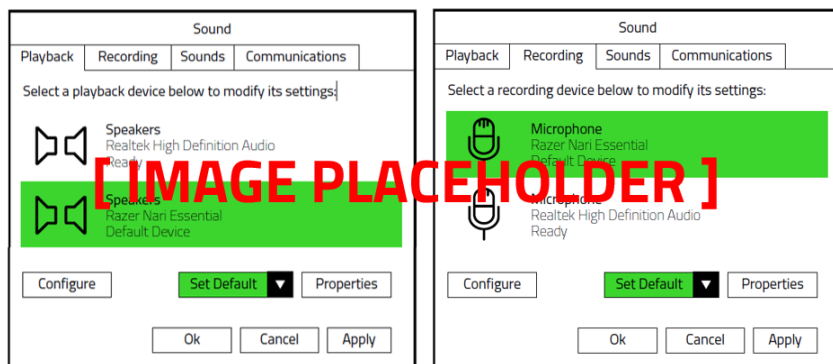 Sound
Playback Recording Sounds Communications
Select a playback device below to modify its settings:
Speakers
Realtek High Definition Audio
Ready
Speakers
Razer Nari Essential
Default Device
Configure Set Default Properties
Ok Cancel Apply
Sound
Playback Recording Sounds Communications
Select a recording device below to modify its settings:
Microphone
Razer Nari Essential
Default Device
Microphone
Realtek High Definition Audio
Ready
Configure Set Default Properties
Ok Cancel Apply
[ IMAGE PLACEHOLDER ]